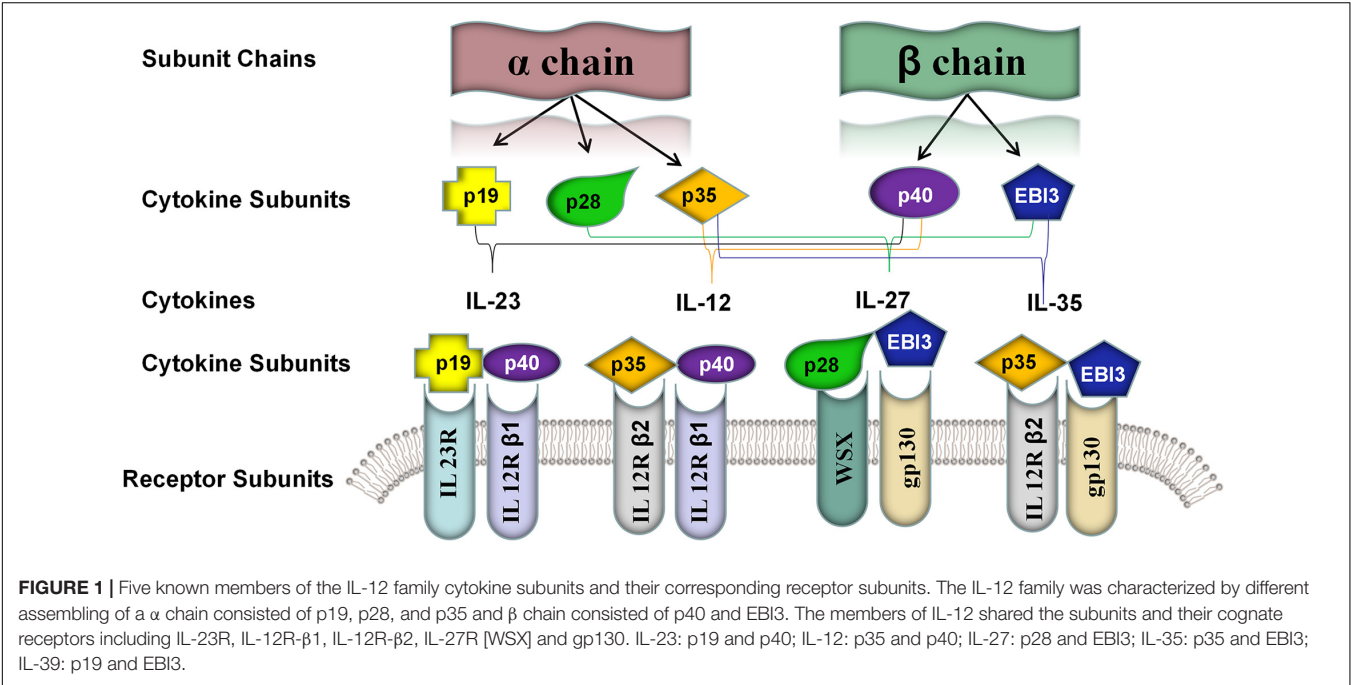 Subunit Chains
α chain
β chain
Cytokine Subunits
p19
p28
p35
p40
EBI3
Cytokines
IL-23
IL-12
IL-27
IL-35
Cytokine Subunits
p19
p40
p35
p40
p28
EBI3
p35
EBI3
Receptor Subunits
IL 23R
IL 12R β1
IL 12R β2
IL 12R β1
WSX
gp130
IL 12R β2
gp130
FIGURE 1 | Five known members of the IL-12 family cytokine subunits and their corresponding receptor subunits. The IL-12 family was characterized by different
assembling of a α chain consisted of p19, p28, and p35 and β chain consisted of p40 and EBI3. The members of IL-12 shared the subunits and their cognate
receptors including IL-23R, IL-12R-β1, IL-12R-β2, IL-27R [WSX] and gp130. IL-23: p19 and p40; IL-12: p35 and p40; IL-27: p28 and EBI3; IL-35: p35 and EBI3;
IL-39: p19 and EBI3.